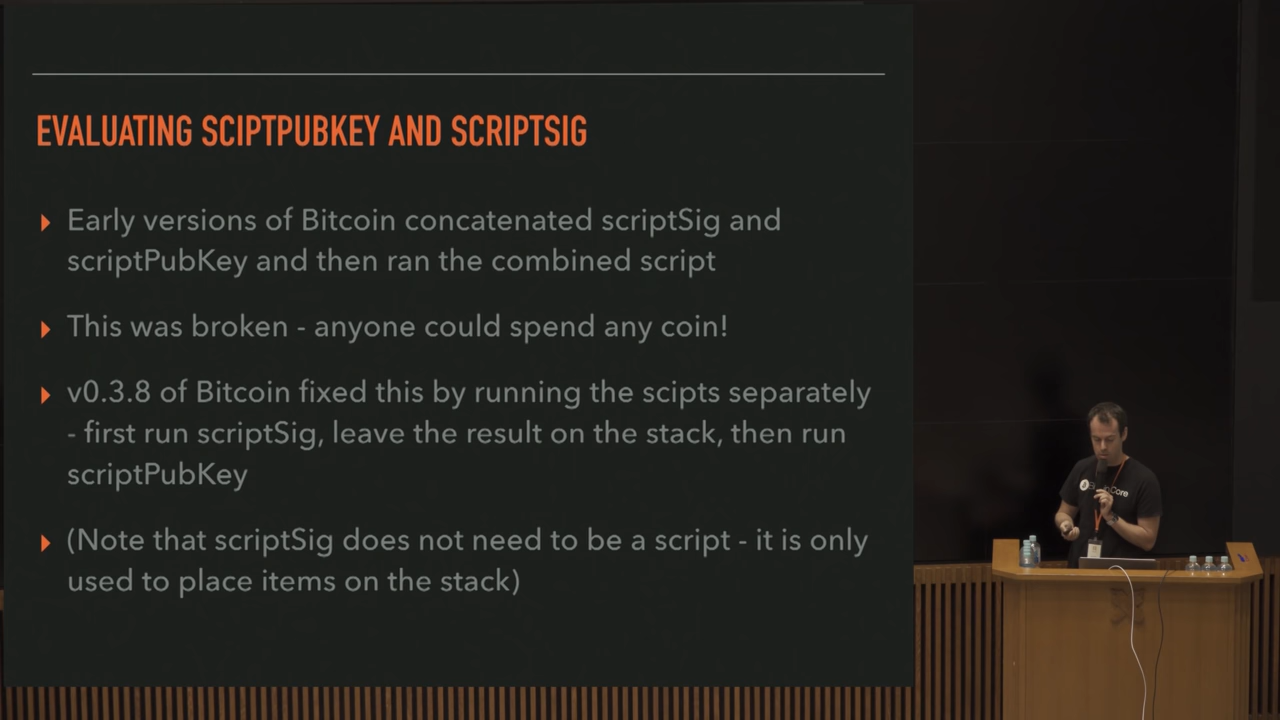 EVALUATING SCIPTPUBKEY AND SCRIPTSIG
Early versions of Bitcoin concatenated scriptSig and
scriptPubKey and then ran the combined script
This was broken - anyone could spend any coin!
v0.3.8 of Bitcoin fixed this by running the scipts separately
- first run scriptSig, leave the result on the stack, then run
scriptPubKey
(Note that scriptSig does not need to be a script - it is only
used to place items on the stack)